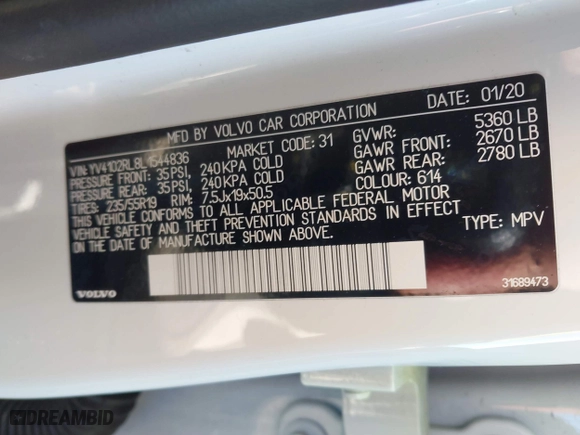 MFD BY VOLVO CAR CORPORATION DATE: 01/20
VIN: YV4102RL8L1544836 MARKET CODE: 31 GVWR: 5360 LB
PRESSURE FRONT: 35PSI, 240KPA COLD GAWR FRONT: 2670 LB
PRESSURE REAR: 35 PSI, 240KPA COLD GAWR REAR: 2780 LB
TIRES: 235/55R19 RIM: 7.5Jx19x50.5 COLOUR: 614
THIS VEHICLE CONFORMS TO ALL APPLICABLE FEDERAL MOTOR
VEHICLE SAFETY AND THEFT PREVENTION STANDARDS IN EFFECT
ON THE DATE OF MANUFACTURE SHOWN ABOVE. TYPE: MPV
VOLVO
31689473
DREAMBID